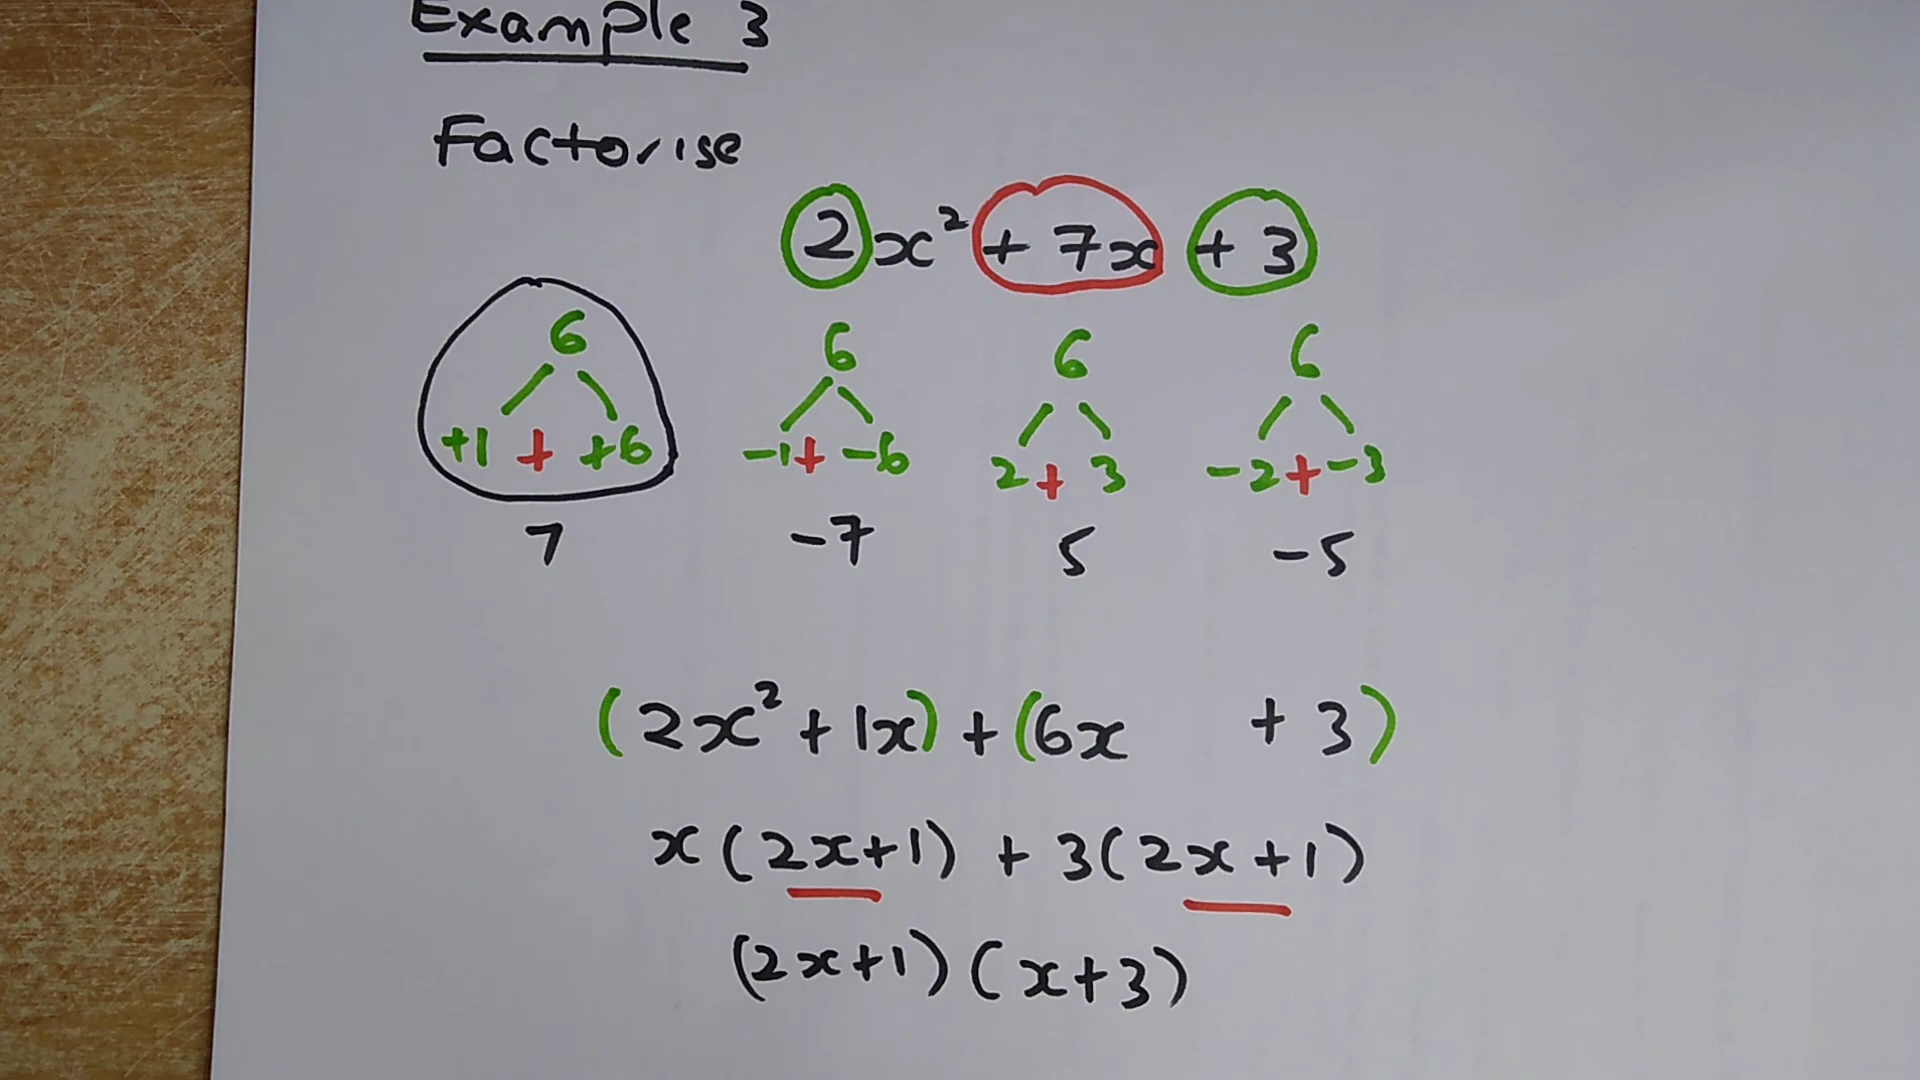 Example 3
Factorise
2x² + 7x + 3
6 6 6 6
+1 + +6 -1 + -6 2 + 3 -2 + -3
7 -7 5 -5
(2x² + 1x) + (6x + 3)
x(2x+1) + 3(2x+1)
(2x+1)(x+3)